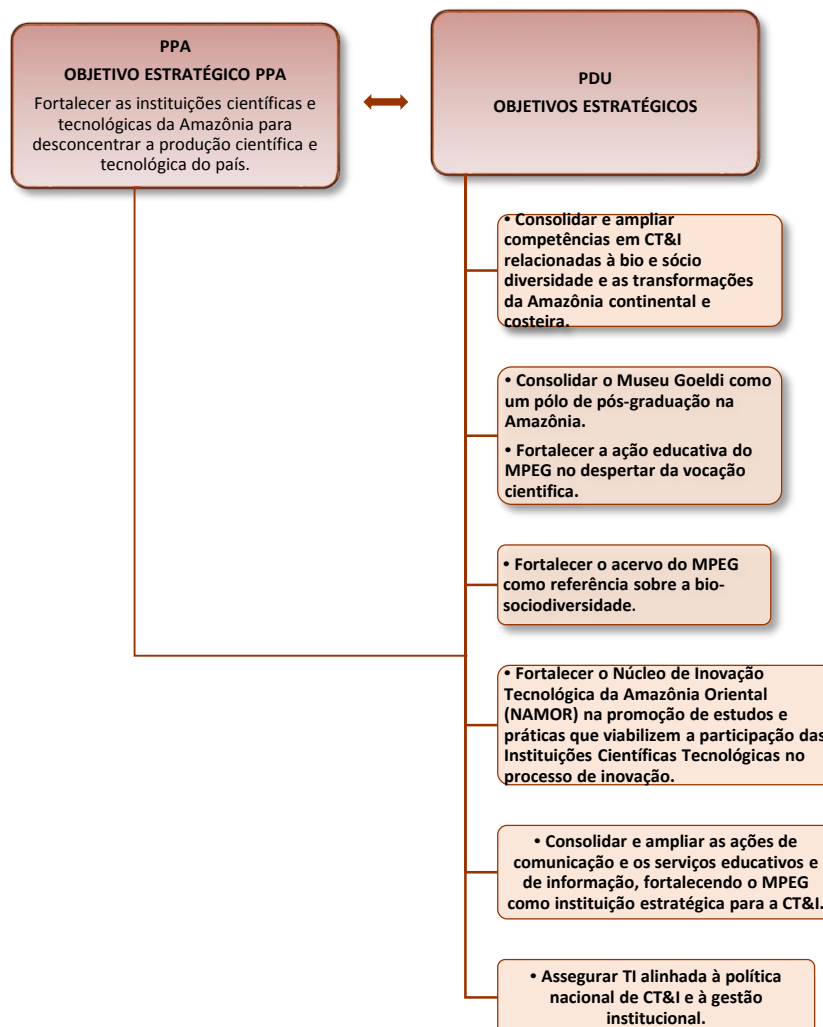 PPA
OBJETIVO ESTRATÉGICO PPA
Fortalecer as instituições científicas e
tecnológicas da Amazônia para
desconcentrar a produção científica e
tecnológica do país.
PDU
OBJETIVOS ESTRATÉGICOS
• Consolidar e ampliar
competências em CT&I
relacionadas à bio e sócio
diversidade e as transformações
da Amazônia continental e
costeira.
• Consolidar o Museu Goeldi como
um pólo de pós-graduação na
Amazônia.
• Fortalecer a ação educativa do
MPEG no despertar da vocação
cientifica.
• Fortalecer o acervo do MPEG
como referência sobre a bio-
sociodiversidade.
• Fortalecer o Núcleo de Inovação
Tecnológica da Amazônia Oriental
(NAMOR) na promoção de estudos e
práticas que viabilizem a participação das
Instituições Científicas Tecnológicas no
processo de inovação.
• Consolidar e ampliar as ações de
comunicação e os serviços educativos e
de informação, fortalecendo o MPEG
como instituição estratégica para a CT&I.
• Assegurar TI alinhada à política
nacional de CT&I e à gestão
institucional.